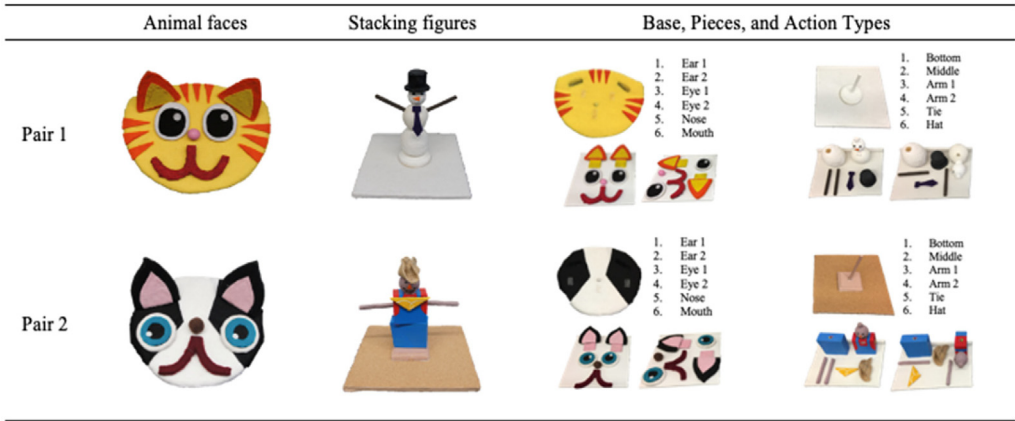 Animal faces Stacking figures Base, Pieces, and Action Types
Pair 1
1. Ear 1
2. Ear 2
3. Eye 1
4. Eye 2
5. Nose
6. Mouth
1. Bottom
2. Middle
3. Arm 1
4. Arm 2
5. Tie
6. Hat
Pair 2
1. Ear 1
2. Ear 2
3. Eye 1
4. Eye 2
5. Nose
6. Mouth
1. Bottom
2. Middle
3. Arm 1
4. Arm 2
5. Tie
6. Hat